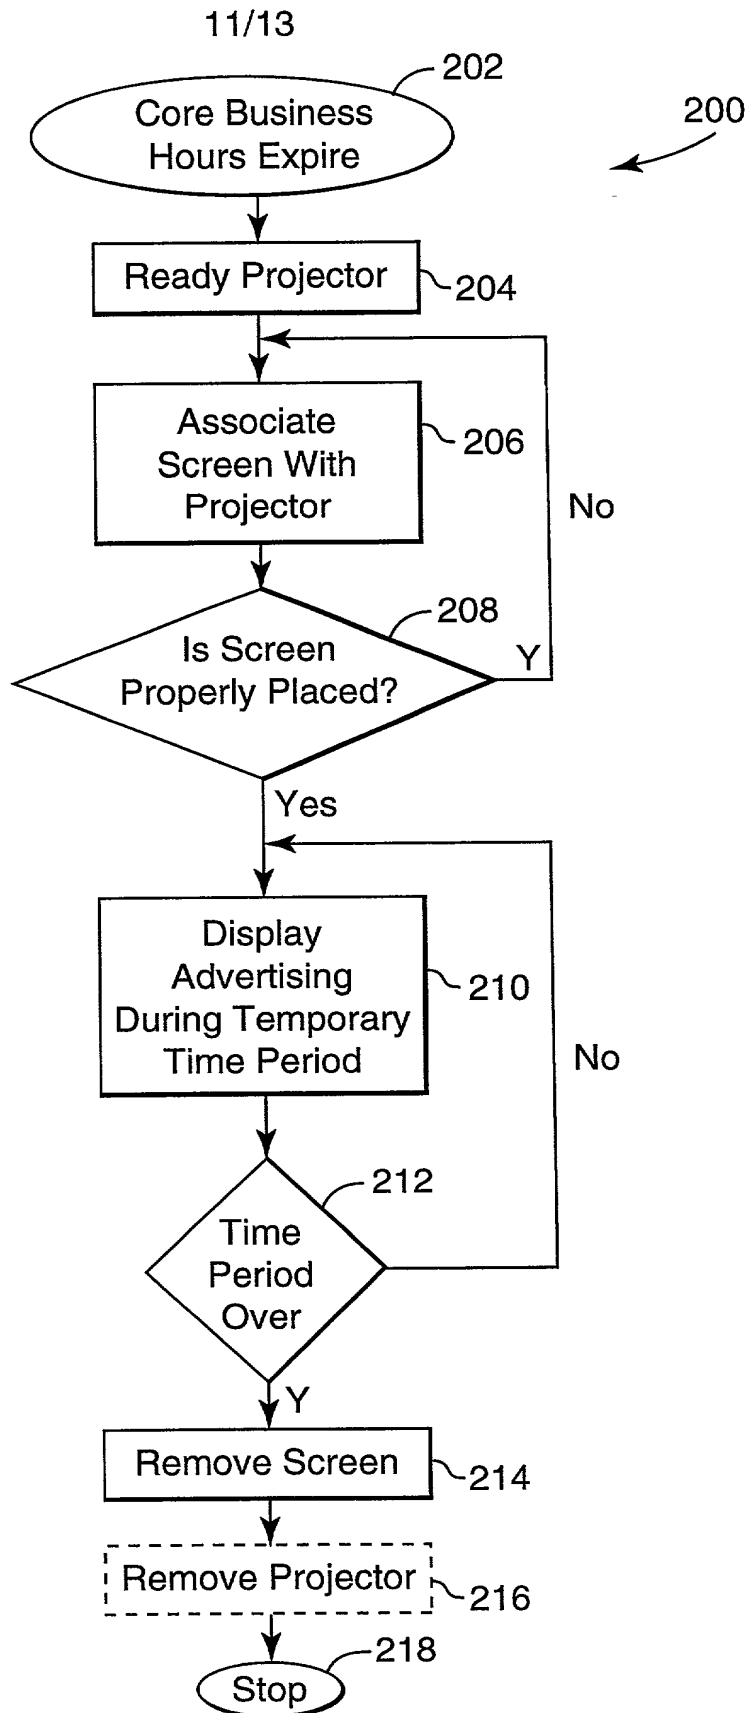 11/13
202
200
Core Business
Hours Expire
Ready Projector
204
Associate
Screen With
Projector
206
No
208
Is Screen
Properly Placed?
Y
Yes
Display
Advertising
During Temporary
Time Period
210
No
212
Time
Period
Over
Y
Remove Screen
214
Remove Projector
216
218
Stop